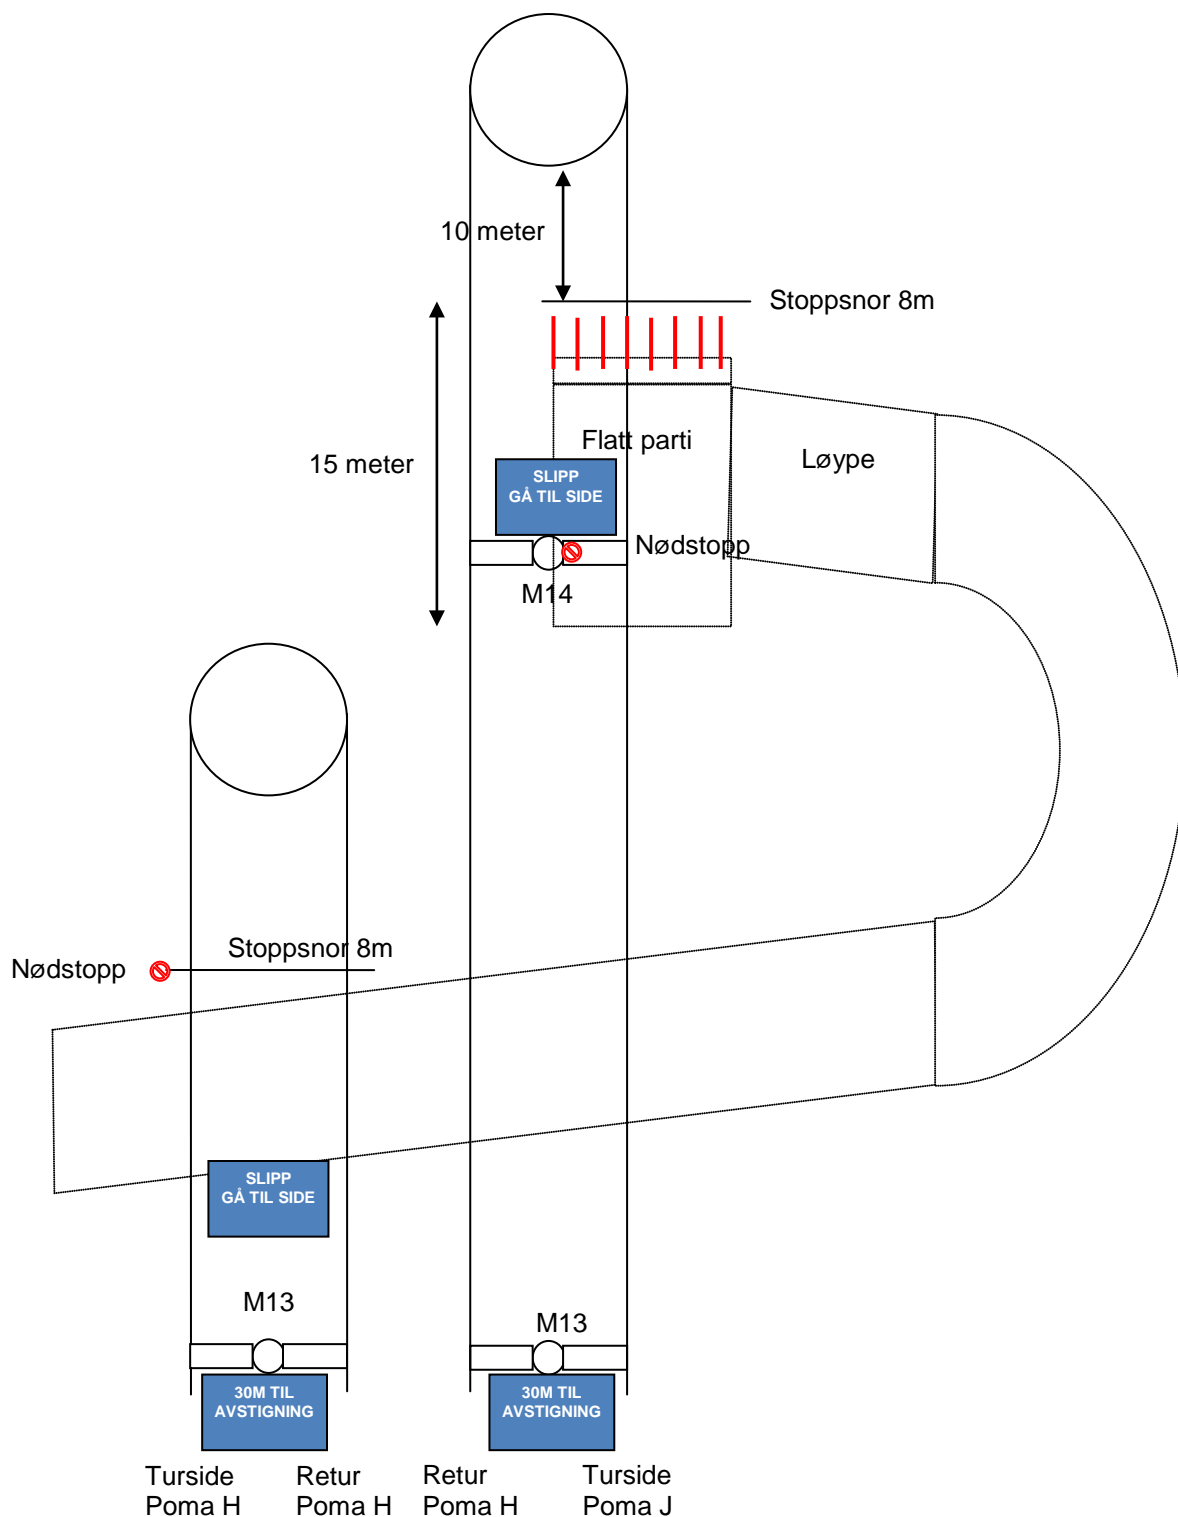 10 meter
Stoppsnor 8m
Flatt parti
Løype
15 meter
SLIPP
GÅ TIL SIDE
Nødstopp
M14
Stoppsnor 8m
Nødstopp
SLIPP
GÅ TIL SIDE
M13
M13
30M TIL
AVSTIGNING
30M TIL
AVSTIGNING
Turside
Poma H
Retur
Poma H
Retur
Poma H
Turside
Poma J